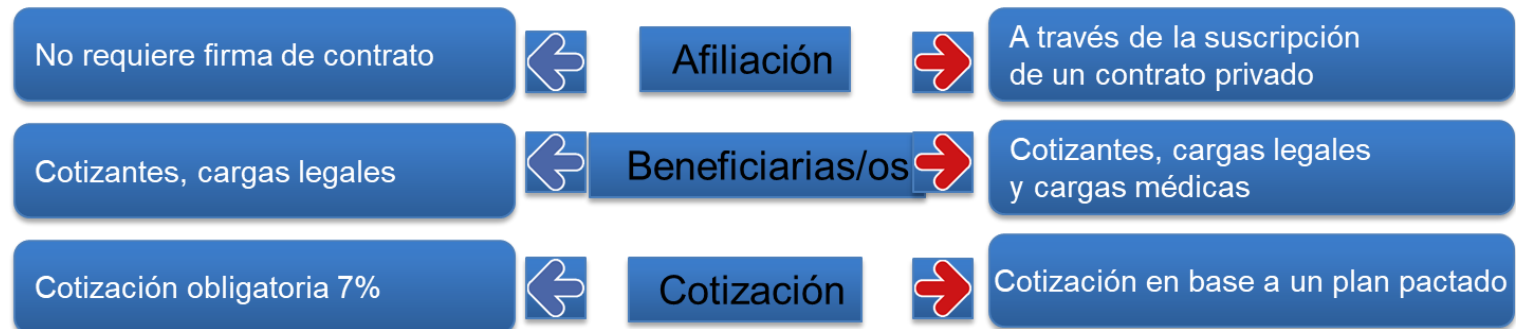 No requiere firma de contrato
Afiliación
A través de la suscripción
de un contrato privado
Cotizantes, cargas legales
Beneficiarias/os
Cotizantes, cargas legales
y cargas médicas
Cotización obligatoria 7%
Cotización
Cotización en base a un plan pactado